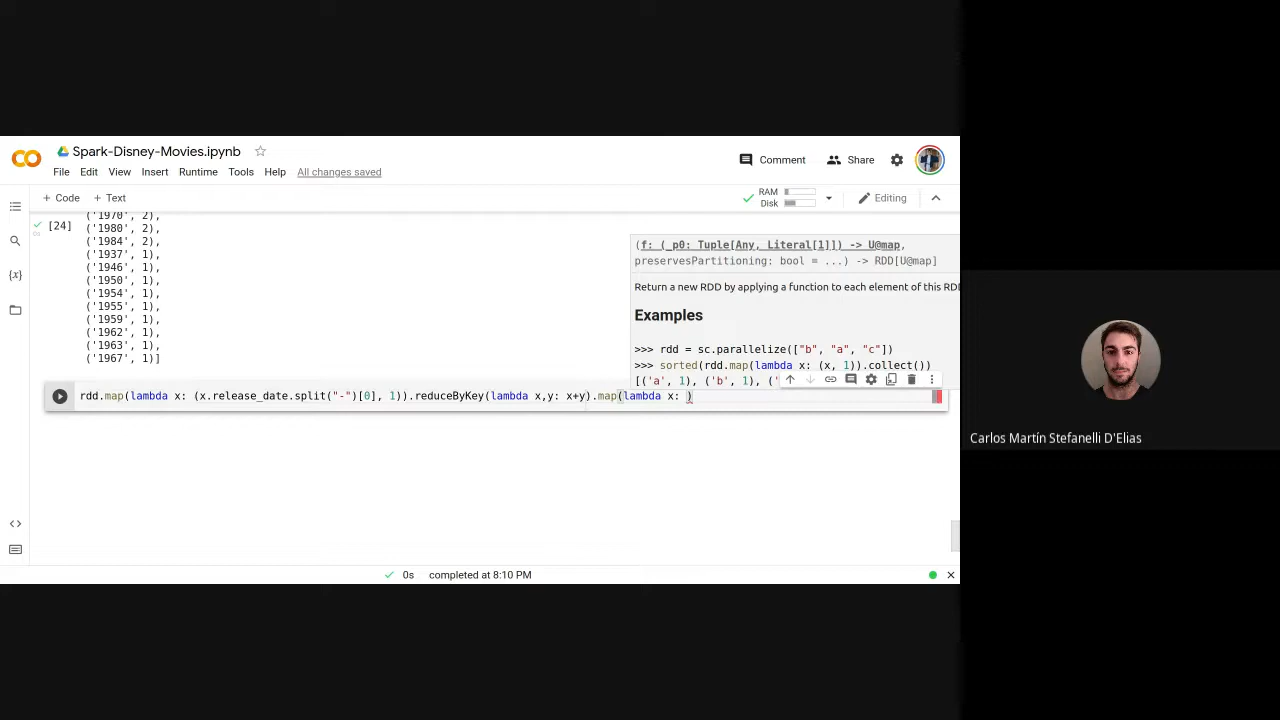 Spark-Disney-Movies.ipynb
File Edit View Insert Runtime Tools Help All changes saved
Comment Share
+ Code + Text
RAM
Disk
Editing
[24]
('1970', 2),
('1980', 2),
('1984', 2),
('1937', 1),
('1946', 1),
('1950', 1),
('1954', 1),
('1955', 1),
('1959', 1),
('1962', 1),
('1963', 1),
('1967', 1)]
(f: (_p0: Tuple[Any, Literal[1]]) -> U@map,
preservesPartitioning: bool = ...) -> RDD[U@map]
Return a new RDD by applying a function to each element of this RDD
Examples
>>> rdd = sc.parallelize(["b", "a", "c"])
>>> sorted(rdd.map(lambda x: (x, 1)).collect())
[('a', 1), ('b', 1), ('
rdd.map(lambda x: (x.release_date.split("-")[0], 1)).reduceByKey(lambda x,y: x+y).map(lambda x: )
0s completed at 8:10 PM
Carlos Martín Stefanelli D'Elias